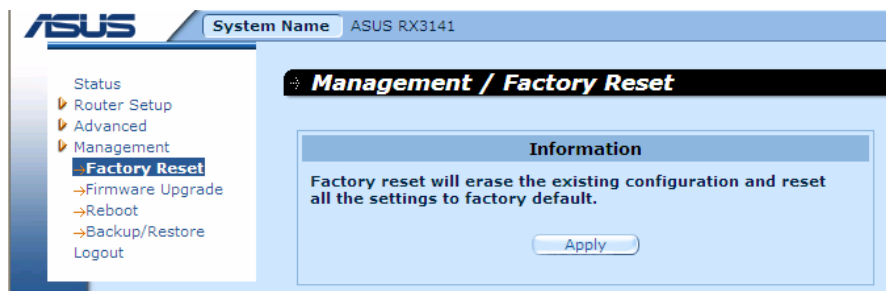 ASUS
System Name ASUS RX3141
Status
Router Setup
Advanced
Management
→Factory Reset
→Firmware Upgrade
→Reboot
→Backup/Restore
Logout
Management / Factory Reset
Information
Factory reset will erase the existing configuration and reset
all the settings to factory default.
Apply